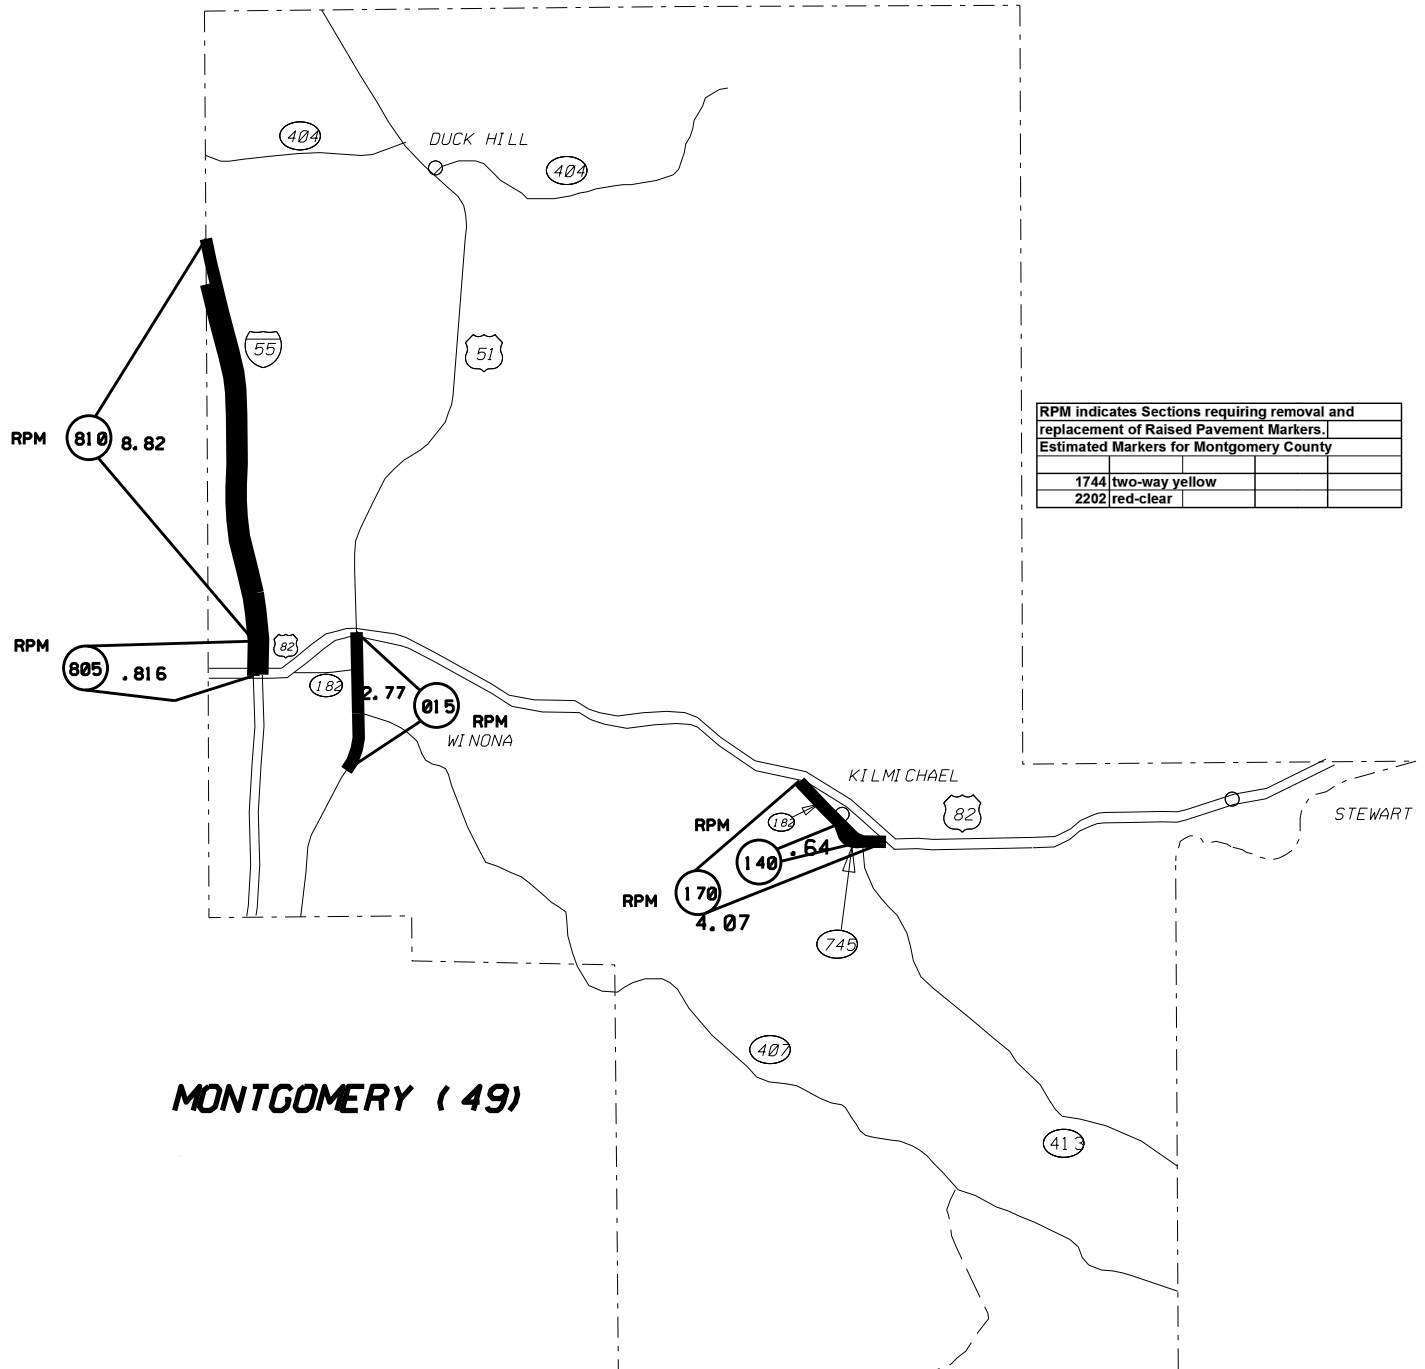 404
DUCK HILL
404
55
51
RPM indicates Sections requiring removal and
replacement of Raised Pavement Markers.
Estimated Markers for Montgomery County
1744 two-way yellow
2202 red-clear
RPM 810 8.82
RPM
805 .816
82
182
2.77
015
RPM
WINONA
KILMICHAEL
82
STEWART
RPM
182
140 .64
RPM 170
4.07
745
407
MONTGOMERY (49)
413